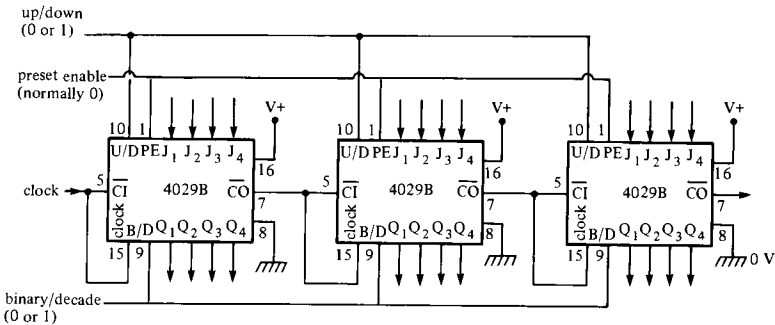 up/down
(0 or 1)
preset enable
(normally 0)
V+
V+
V+
10 1
10 1
10 1
U/D PE J1 J2 J3 J4
U/D PE J1 J2 J3 J4
U/D PE J1 J2 J3 J4
16
16
16
clock
5
CI
4029B
CO
5
CI
4029B
CO
5
CI
4029B
CO
7
7
7
clock
B/D Q1 Q2 Q3 Q4
8
clock
B/D Q1 Q2 Q3 Q4
8
clock
B/D Q1 Q2 Q3 Q4
8
15 9
15 9
15 9
0 V
binary/decade
(0 or 1)